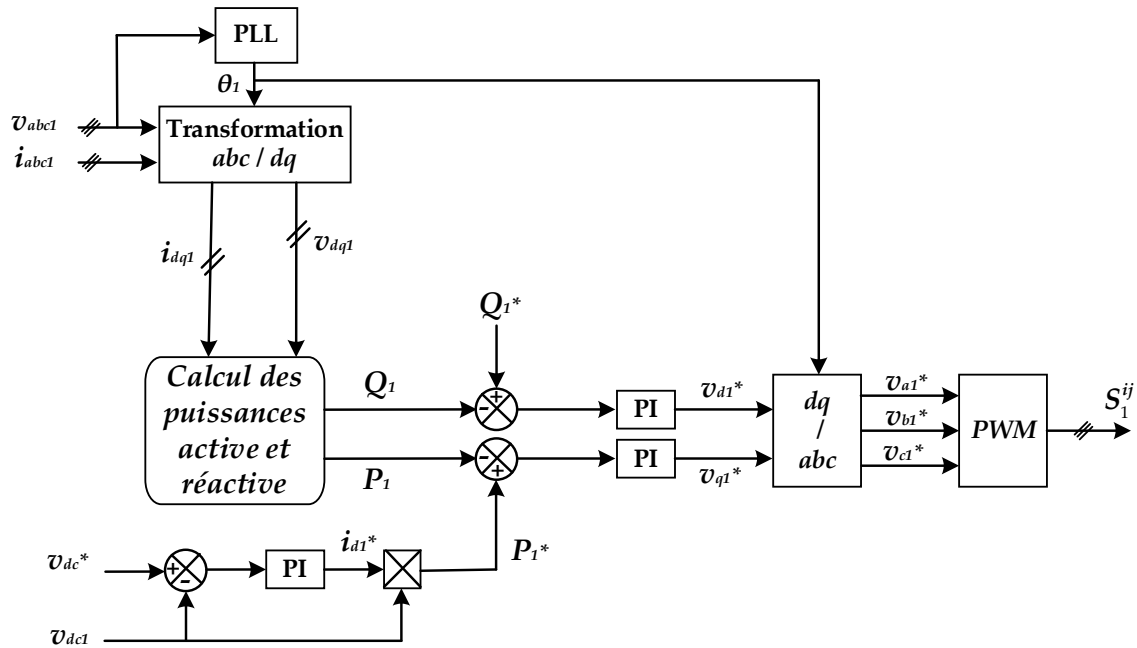 PLL
θ1
vabc1
iabc1
Transformation
abc / dq
idq1
vdq1
Q1*
Calcul des
puissances
active et
réactive
Q1
P1
-
+
-
+
PI
PI
vd1*
vq1*
dq
/
abc
va1*
vb1*
vc1*
PWM
S1ij
vdc*
+
-
PI
id1*
P1*
vdc1